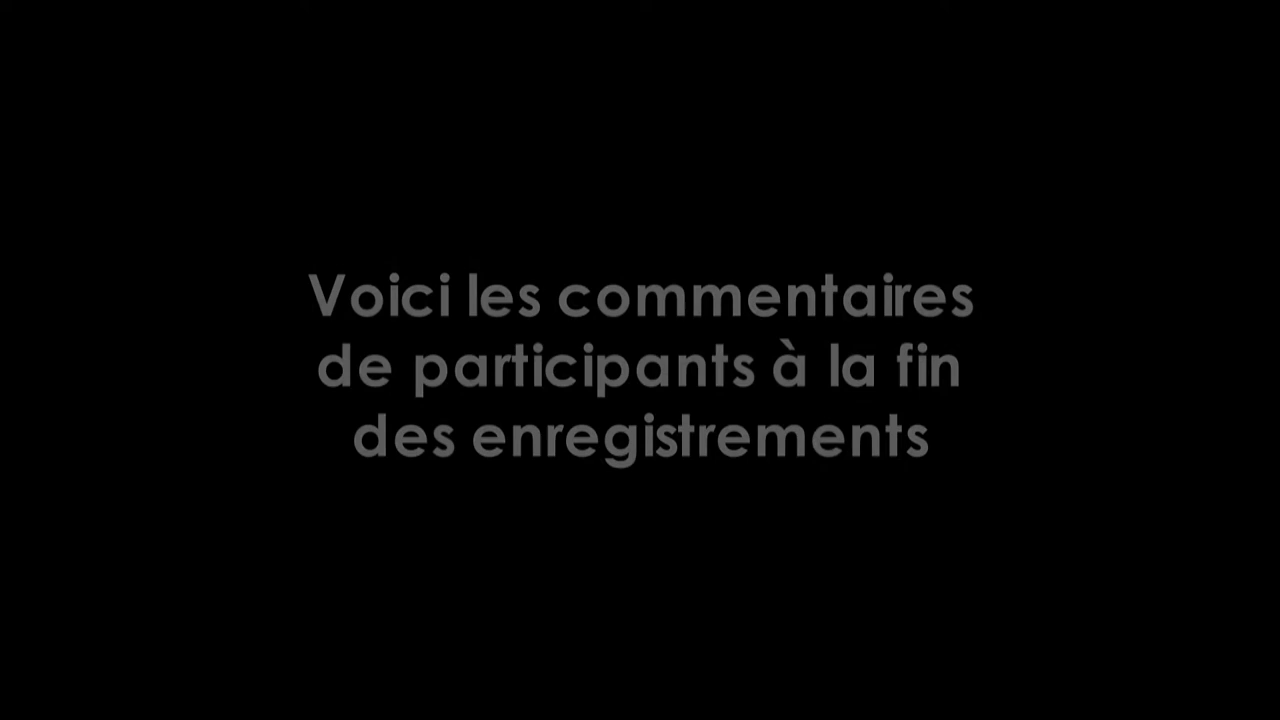 Voici les commentaires
de participants à la fin
des enregistrements